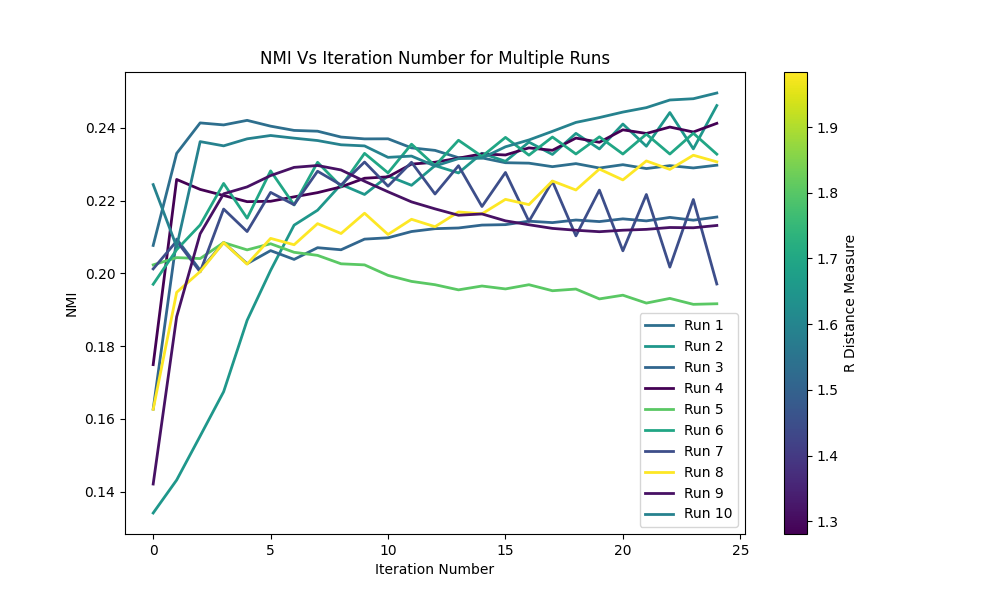 NMI Vs Iteration Number for Multiple Runs
NMI
0.24
0.22
0.20
0.18
0.16
0.14
0
5
10
15
20
25
Iteration Number
Run 1
Run 2
Run 3
Run 4
Run 5
Run 6
Run 7
Run 8
Run 9
Run 10
1.9
1.8
1.7
1.6
1.5
1.4
1.3
R Distance Measure